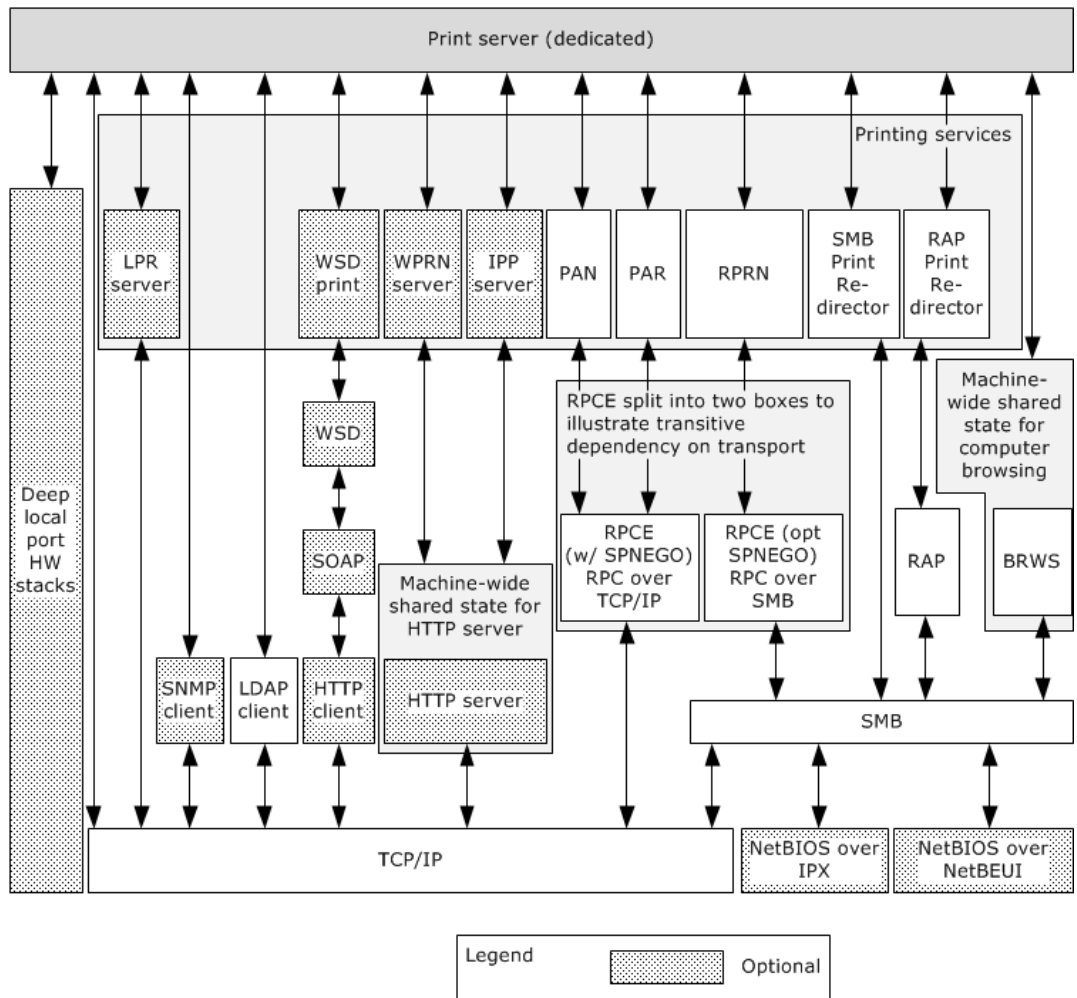 Print server (dedicated)
Printing services
LPR
server
WSD
print
WPRN
server
IPP
server
PAN
PAR
RPRN
SMB
Print
Re-
director
RAP
Print
Re-
director
Machine-
wide shared
state for
computer
browsing
RPCE split into two boxes to
illustrate transitive
dependency on transport
WSD
Deep
local
port
HW
stacks
SOAP
RPCE
(w/ SPNEGO)
RPC over
TCP/IP
RPCE (opt
SPNEGO)
RPC over
SMB
RAP
BRWS
Machine-wide
shared state for
HTTP server
SNMP
client
LDAP
client
HTTP
client
HTTP server
SMB
TCP/IP
NetBIOS over
IPX
NetBIOS over
NetBEUI
Legend
Optional